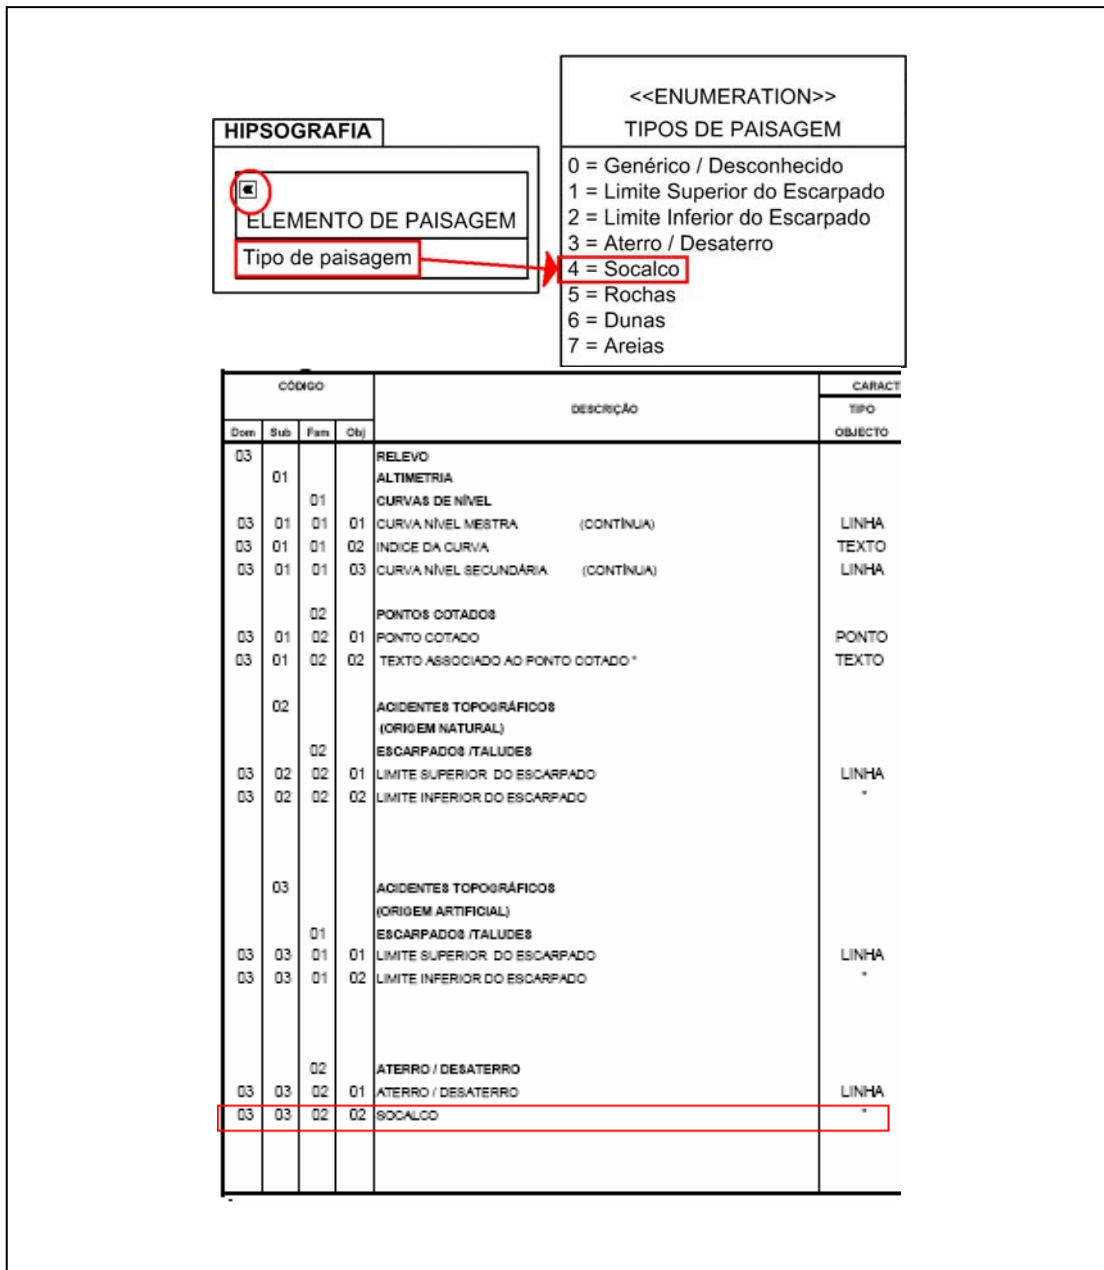 <<ENUMERATION>>
TIPOS DE PAISAGEM
0 = Genérico / Desconhecido
1 = Limite Superior do Escarpado
2 = Limite Inferior do Escarpado
3 = Aterro / Desaterro
4 = Socalco
5 = Rochas
6 = Dunas
7 = Areias
HIPSOGRAFIA
ELEMENTO DE PAISAGEM
Tipo de paisagem
CÓDIGO DESCRIÇÃO CARACT
TIPO
Dom Sub Fam Obj OBJECTO
03 RELEVO
01 ALTIMETRIA
01 CURVAS DE NÍVEL
03 01 01 01 CURVA NÍVEL MESTRA (CONTÍNUA) LINHA
03 01 01 02 INDICE DA CURVA TEXTO
03 01 01 03 CURVA NÍVEL SECUNDÁRIA (CONTÍNUA) LINHA
02 PONTOS COTADOS
03 01 02 01 PONTO COTADO PONTO
03 01 02 02 TEXTO ASSOCIADO AO PONTO COTADO * TEXTO
02 ACIDENTES TOPOGRÁFICOS
(ORIGEM NATURAL)
02 ESCARPADOS /TALUDES
03 02 02 01 LIMITE SUPERIOR DO ESCARPADO LINHA
03 02 02 02 LIMITE INFERIOR DO ESCARPADO "
03 ACIDENTES TOPOGRÁFICOS
(ORIGEM ARTIFICIAL)
01 ESCARPADOS /TALUDES
03 03 01 01 LIMITE SUPERIOR DO ESCARPADO LINHA
03 03 01 02 LIMITE INFERIOR DO ESCARPADO "
02 ATERRO / DESATERRO
03 03 02 01 ATERRO / DESATERRO LINHA
03 03 02 02 SOCALCO "